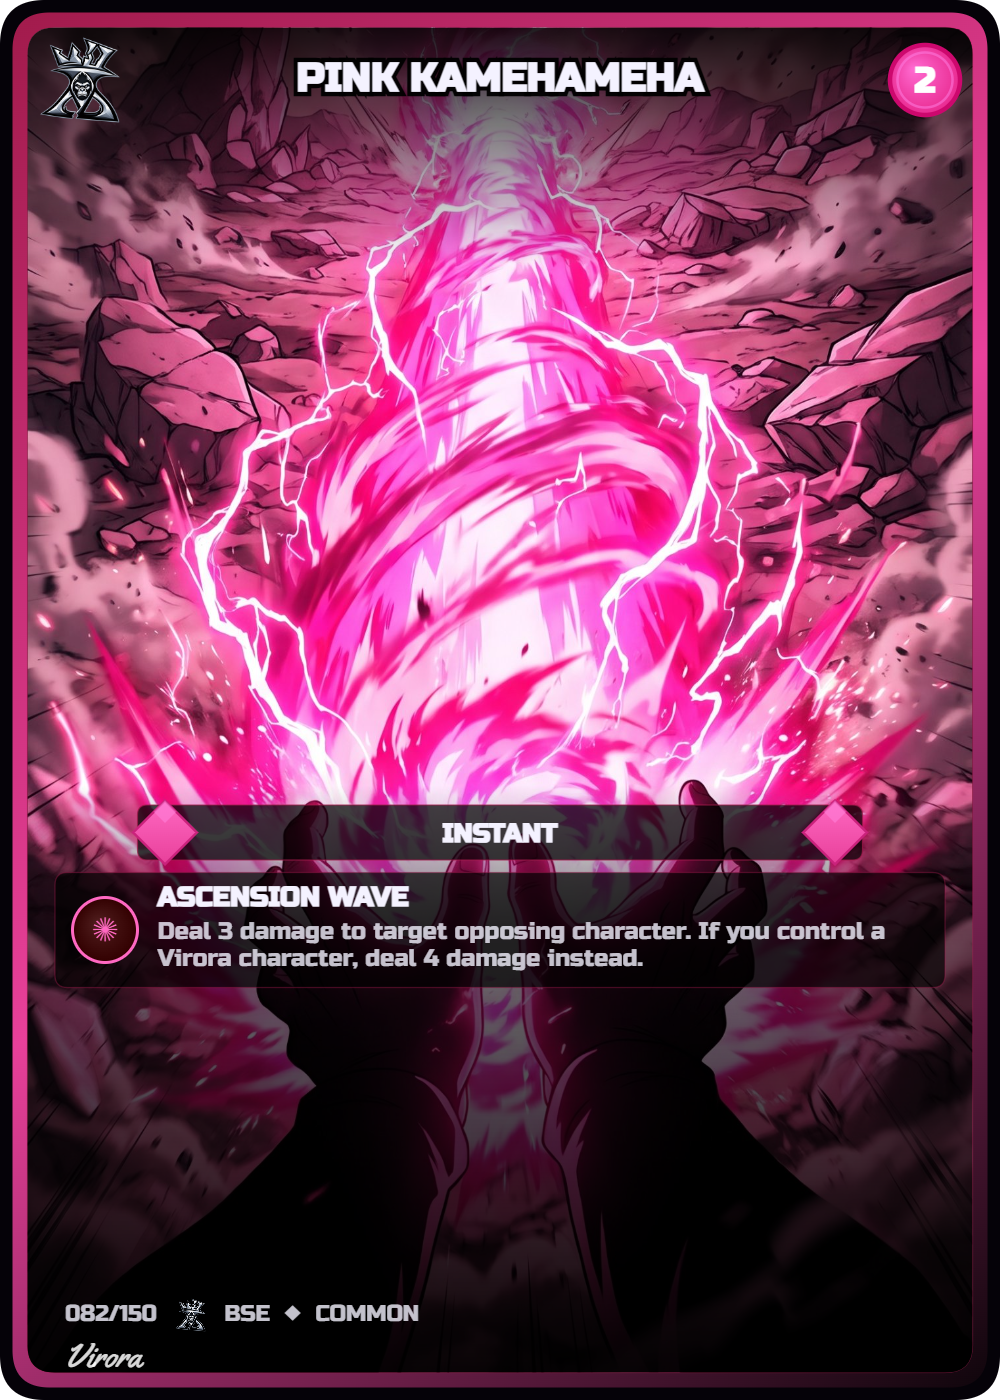 PINK KAMEHAMEHA
2
INSTANT
ASCENSION WAVE
Deal 3 damage to target opposing character. If you control a
Virora character, deal 4 damage instead.
082/150 BSE ◆ COMMON
Virora